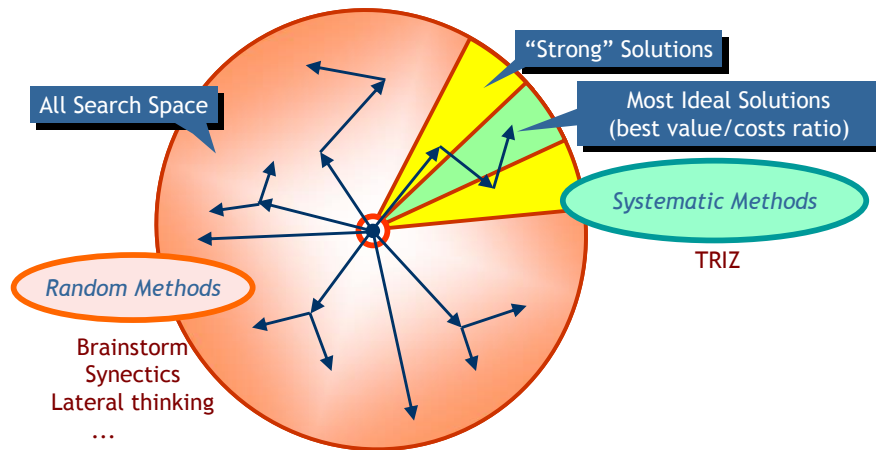 “Strong” Solutions
All Search Space
Most Ideal Solutions
(best value/costs ratio)
Systematic Methods
TRIZ
Random Methods
Brainstorm
Synectics
Lateral thinking
...